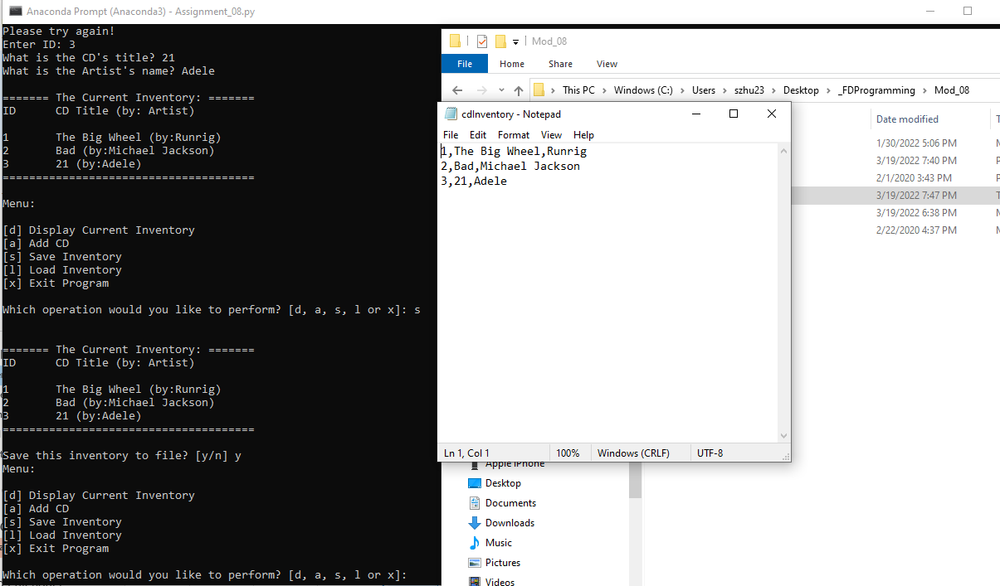 Anaconda Prompt (Anaconda3) - Assignment_08.py
Please try again!
Enter ID: 3
What is the CD's title? 21
What is the Artist's name? Adele
======= The Current Inventory: =======
ID CD Title (by: Artist)
1 The Big Wheel (by:Runrig)
2 Bad (by:Michael Jackson)
3 21 (by:Adele)
======================================
Menu:
[d] Display Current Inventory
[a] Add CD
[s] Save Inventory
[l] Load Inventory
[x] Exit Program
Which operation would you like to perform? [d, a, s, l or x]: s
======= The Current Inventory: =======
ID CD Title (by: Artist)
1 The Big Wheel (by:Runrig)
2 Bad (by:Michael Jackson)
3 21 (by:Adele)
======================================
Save this inventory to file? [y/n] y
Menu:
[d] Display Current Inventory
[a] Add CD
[s] Save Inventory
[l] Load Inventory
[x] Exit Program
Which operation would you like to perform? [d, a, s, l or x]:
Mod_08
File Home Share View
This PC > Windows (C:) > Users > szhu23 > Desktop > _FDProgramming > Mod_08
cdInventory - Notepad
File Edit Format View Help
1,The Big Wheel,Runrig
2,Bad,Michael Jackson
3,21,Adele
Ln 1, Col 1 100% Windows (CRLF) UTF-8
Date modified
1/30/2022 5:06 PM
3/19/2022 7:40 PM
2/1/2020 3:43 PM
3/19/2022 7:47 PM
3/19/2022 6:38 PM
2/22/2020 4:37 PM
Apple iPhone
Desktop
Documents
Downloads
Music
Pictures
Videos